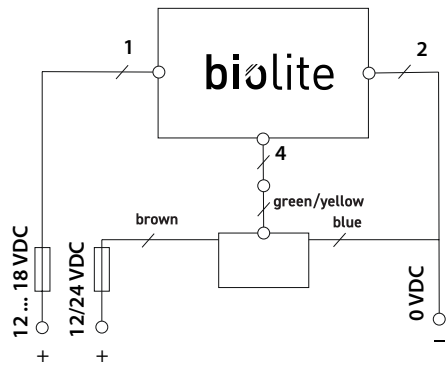 1
biolite
2
4
green/yellow
brown
blue
12 ... 18 VDC
12/24 VDC
0 VDC
+
+
–